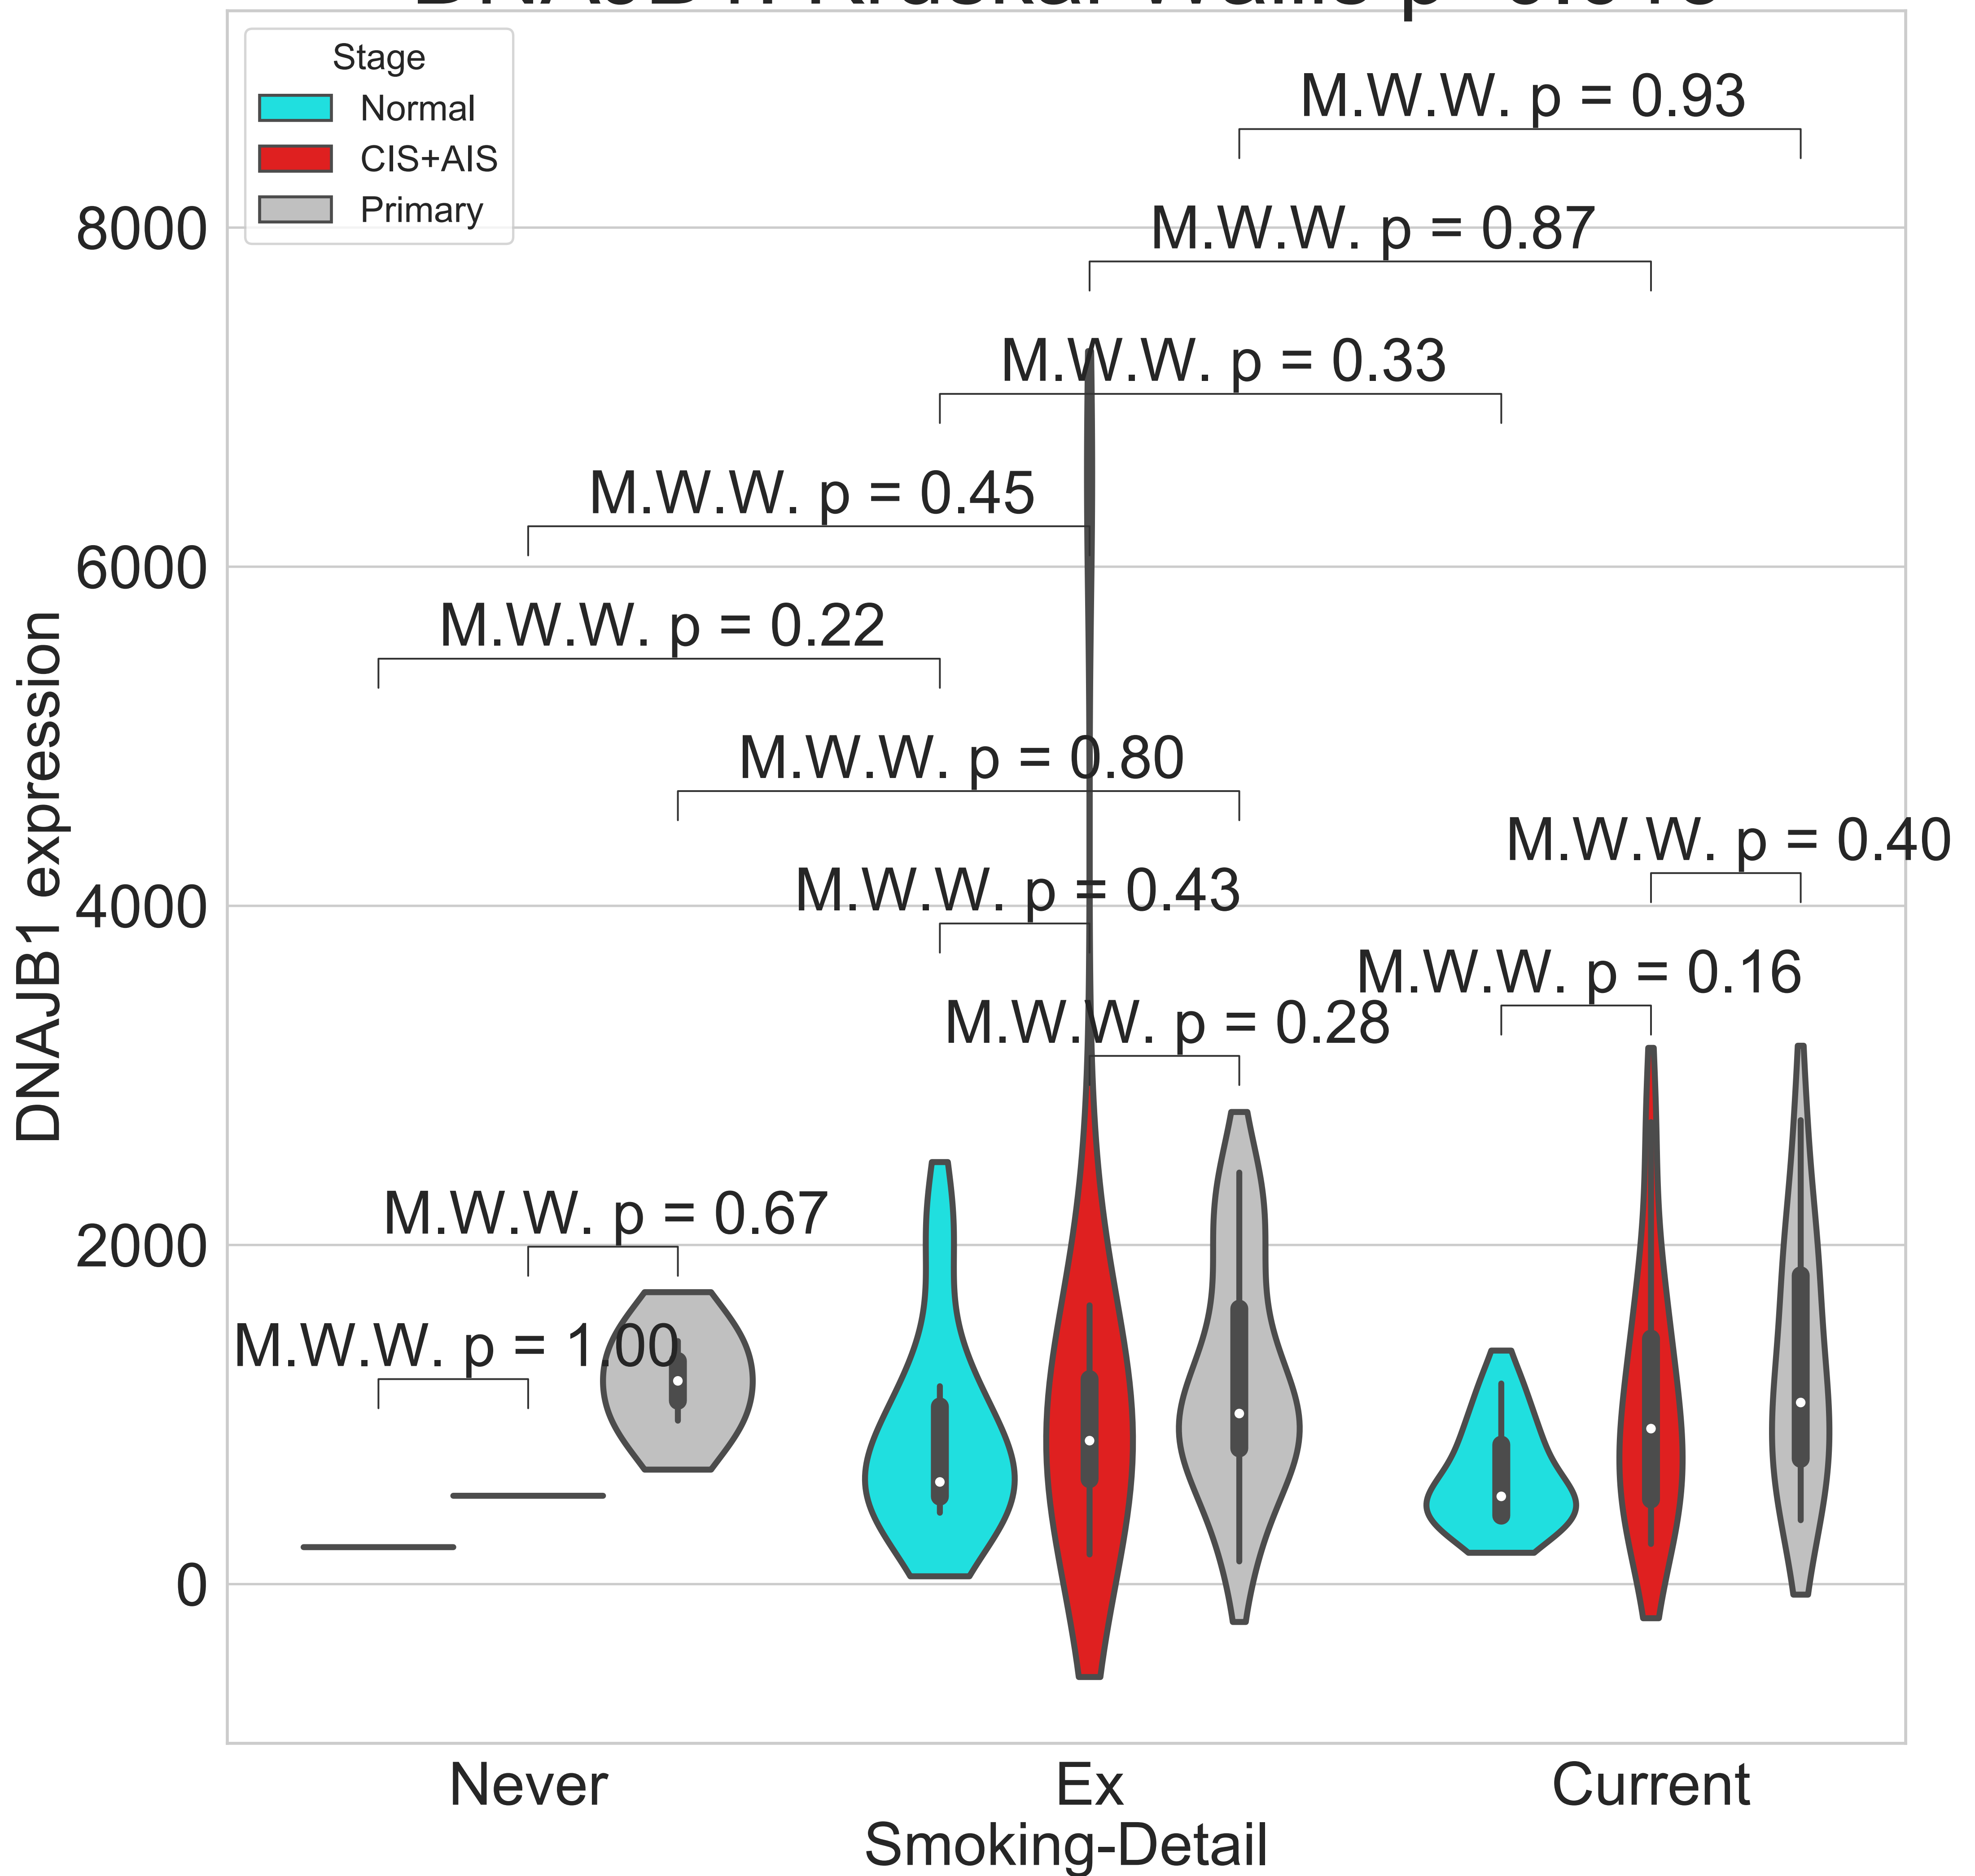 Stage
Normal
CIS+AIS
Primary
M.W.W. p = 0.93
M.W.W. p = 0.87
M.W.W. p = 0.33
M.W.W. p = 0.45
M.W.W. p = 0.22
M.W.W. p = 0.80
M.W.W. p = 0.40
M.W.W. p = 0.43
M.W.W. p = 0.16
M.W.W. p = 0.28
M.W.W. p = 0.67
M.W.W. p = 1.00
8000
6000
4000
2000
0
DNAJB1 expression
Never
Ex
Current
Smoking-Detail